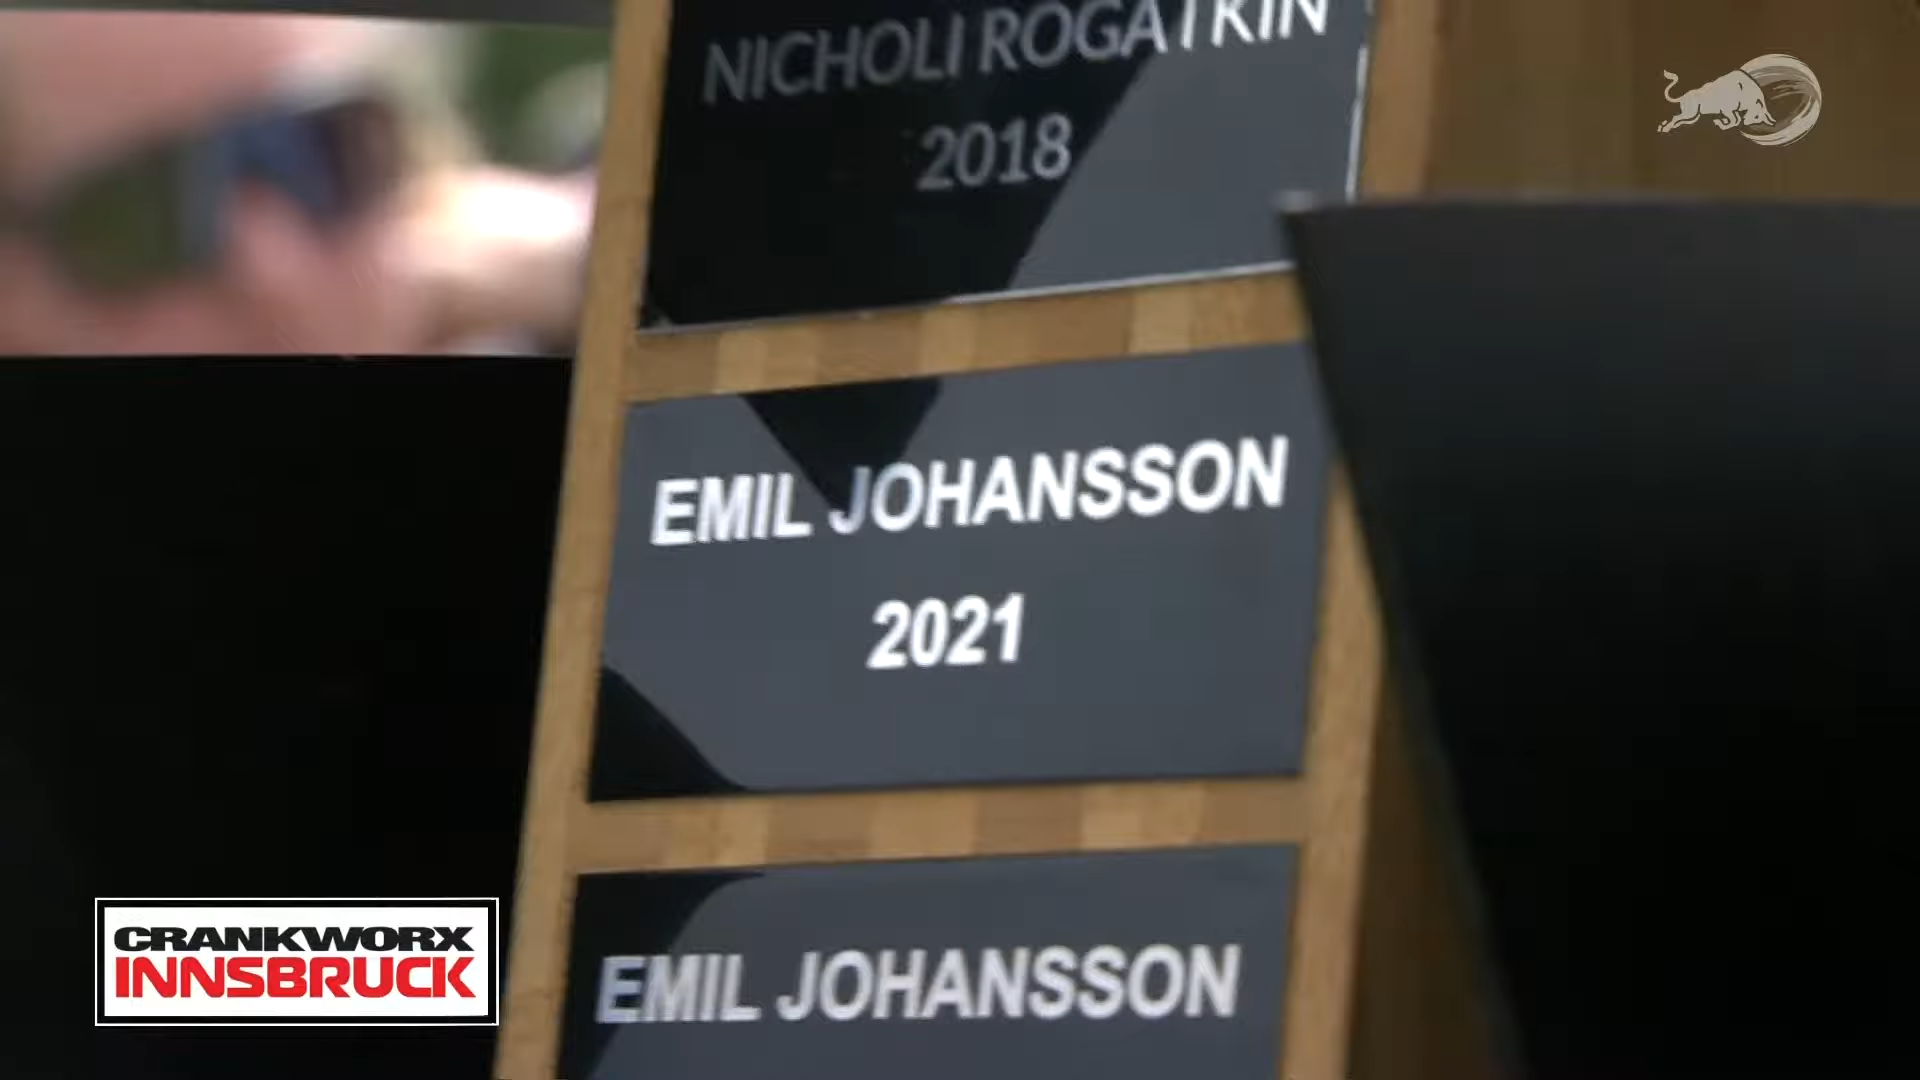 NICHOLI ROGATKIN
2018
EMIL JOHANSSON
2021
EMIL JOHANSSON
CRANKWORX
INNSBRUCK